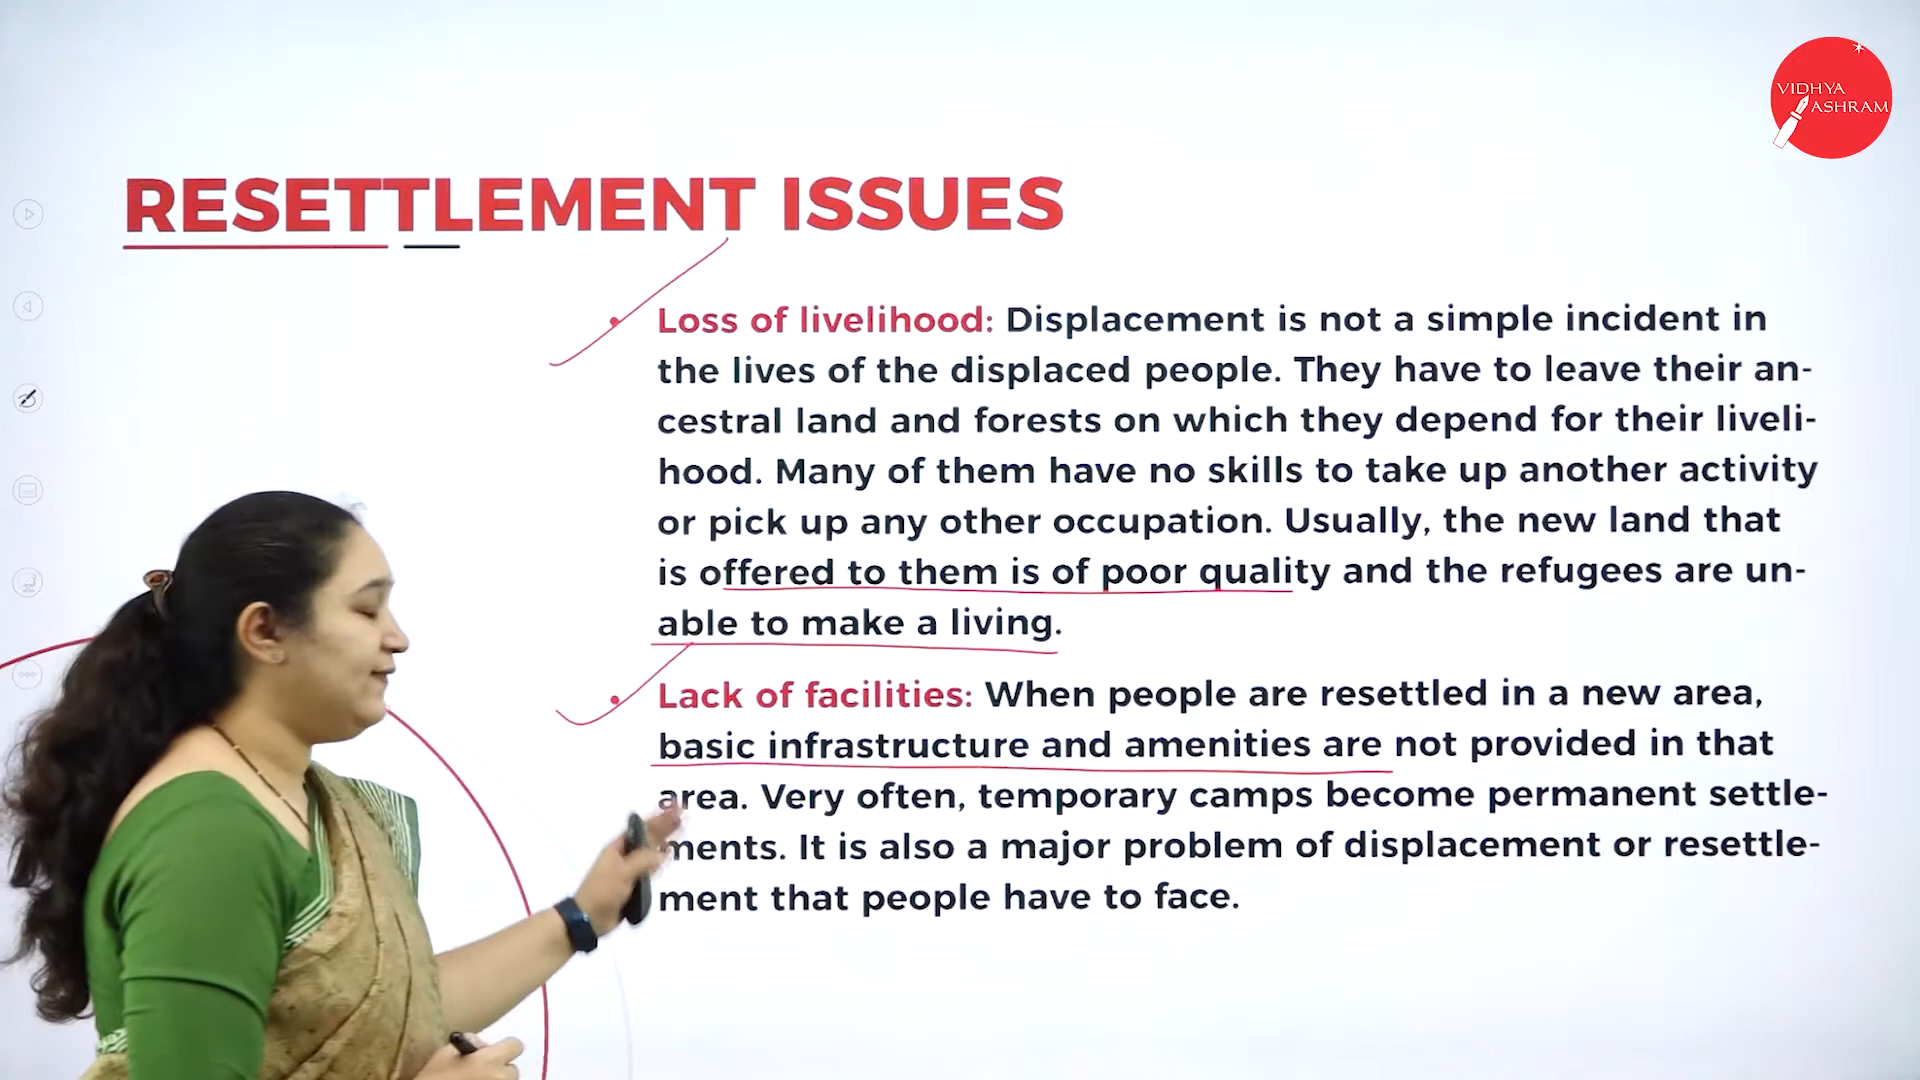 VIDHYA
ASHRAM
RESETTLEMENT ISSUES
• Loss of livelihood: Displacement is not a simple incident in
the lives of the displaced people. They have to leave their an-
cestral land and forests on which they depend for their liveli-
hood. Many of them have no skills to take up another activity
or pick up any other occupation. Usually, the new land that
is offered to them is of poor quality and the refugees are un-
able to make a living.
• Lack of facilities: When people are resettled in a new area,
basic infrastructure and amenities are not provided in that
area. Very often, temporary camps become permanent settle-
ments. It is also a major problem of displacement or resettle-
ment that people have to face.